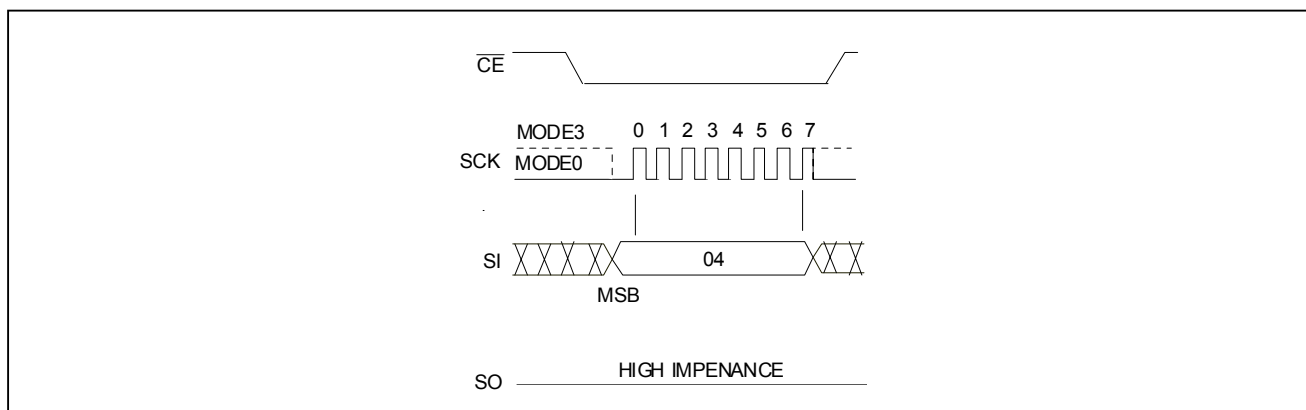 CE
MODE3 0 1 2 3 4 5 6 7
SCK MODE0
SI 04
MSB
HIGH IMPENANCE
SO